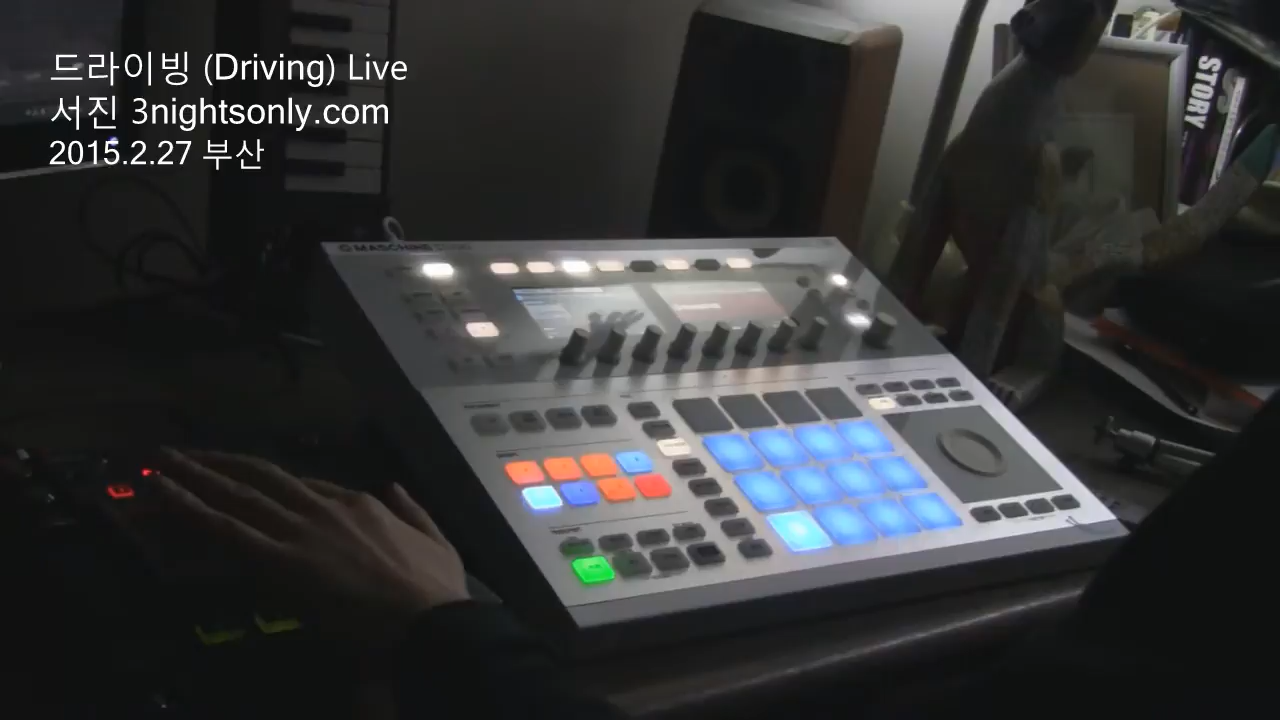 드라이빙 (Driving) Live
서진 3nightsonly.com
2015.2.27 부산
STORY
MASCHINE